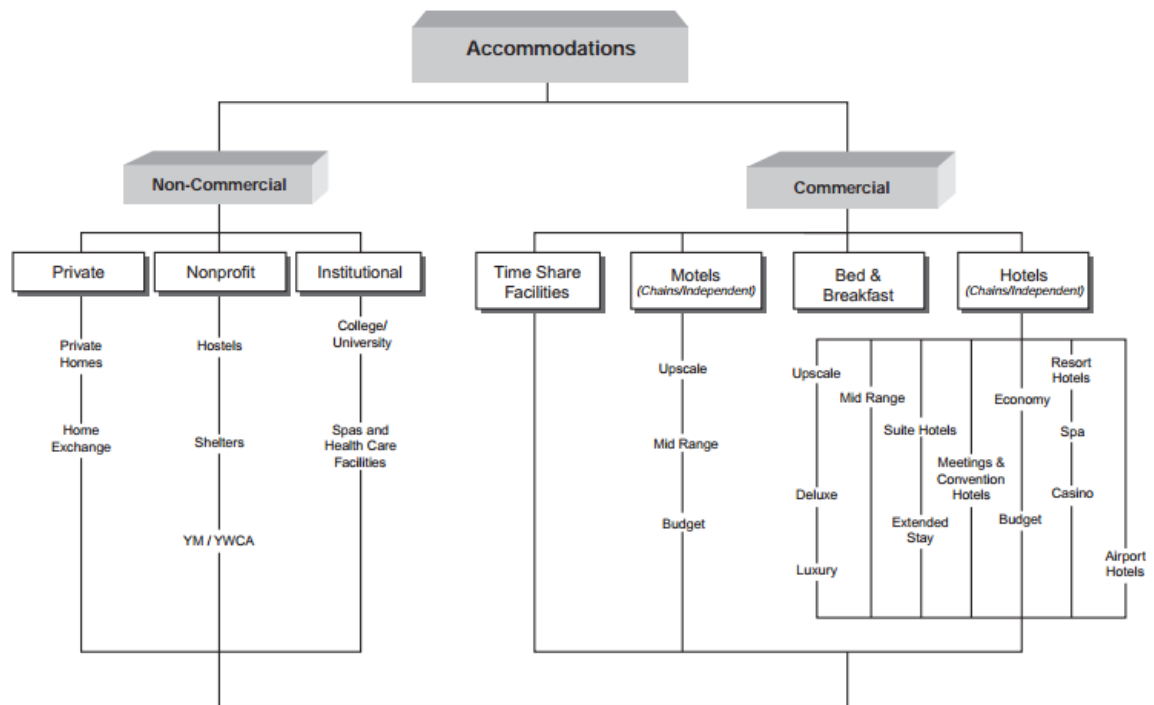 Accommodations
Non-Commercial
Commercial
Private
Nonprofit
Institutional
Time Share
Facilities
Motels
(Chains/Independent)
Bed &
Breakfast
Hotels
(Chains/Independent)
Private
Homes
Home
Exchange
Hostels
Shelters
YM / YWCA
College/
University
Spas and
Health Care
Facilities
Upscale
Mid Range
Budget
Upscale
Deluxe
Luxury
Mid Range
Suite Hotels
Extended
Stay
Meetings &
Convention
Hotels
Economy
Budget
Resort
Hotels
Spa
Casino
Airport
Hotels